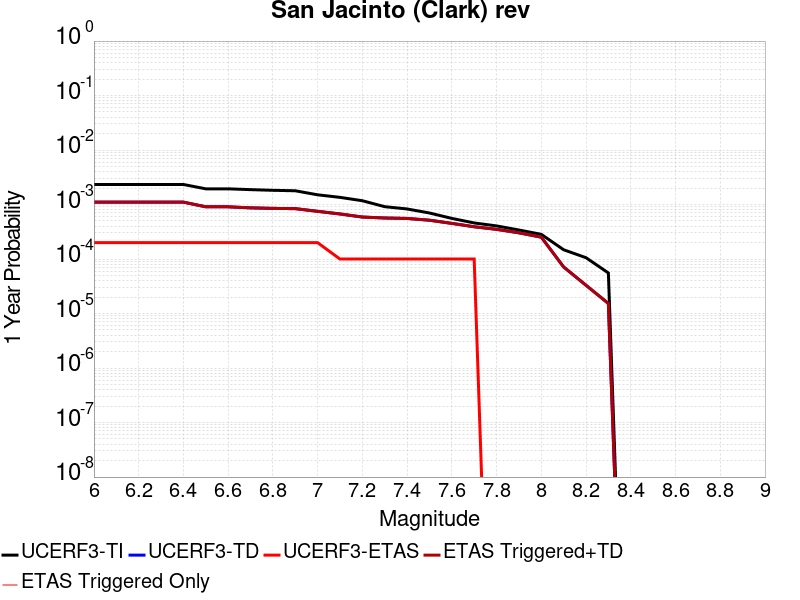 San Jacinto (Clark) rev
10^0
10^-1
10^-2
10^-3
10^-4
10^-5
10^-6
10^-7
10^-8
1 Year Probability
6 6.2 6.4 6.6 6.8 7 7.2 7.4 7.6 7.8 8 8.2 8.4 8.6 8.8 9
Magnitude
UCERF3-TI UCERF3-TD UCERF3-ETAS ETAS Triggered+TD
ETAS Triggered Only